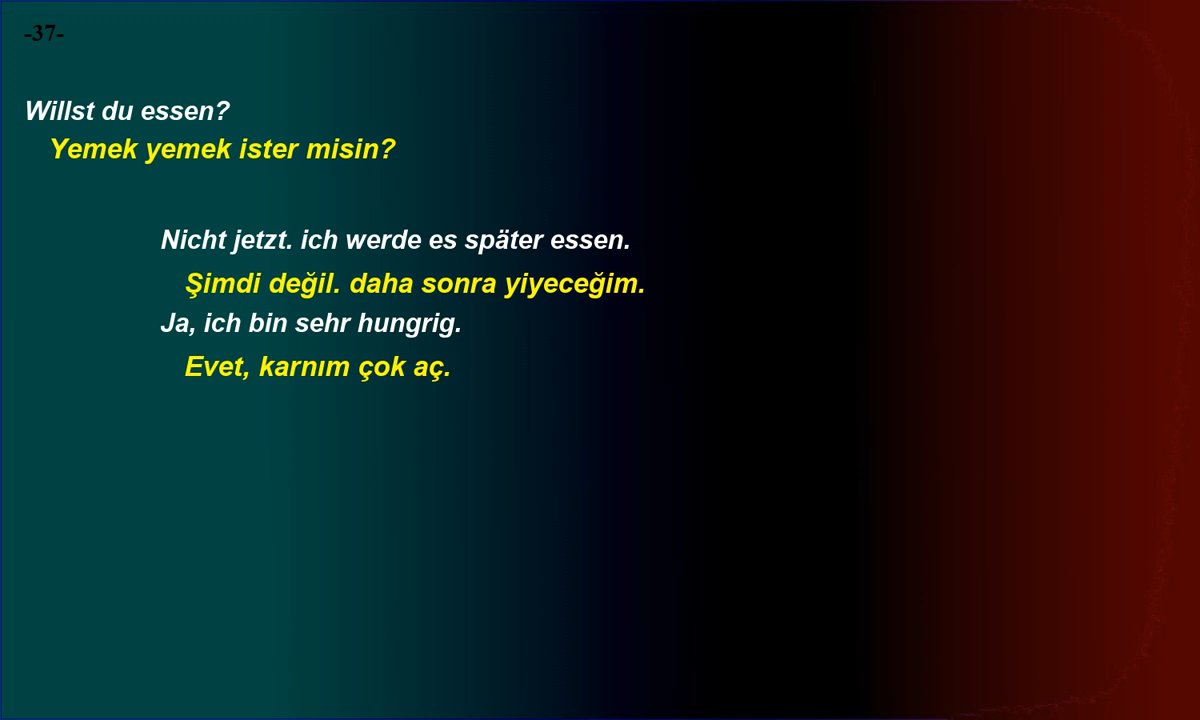 -37-
Willst du essen?
Yemek yemek ister misin?
Nicht jetzt. ich werde es später essen.
Şimdi değil. daha sonra yiyeceğim.
Ja, ich bin sehr hungrig.
Evet, karnım çok aç.